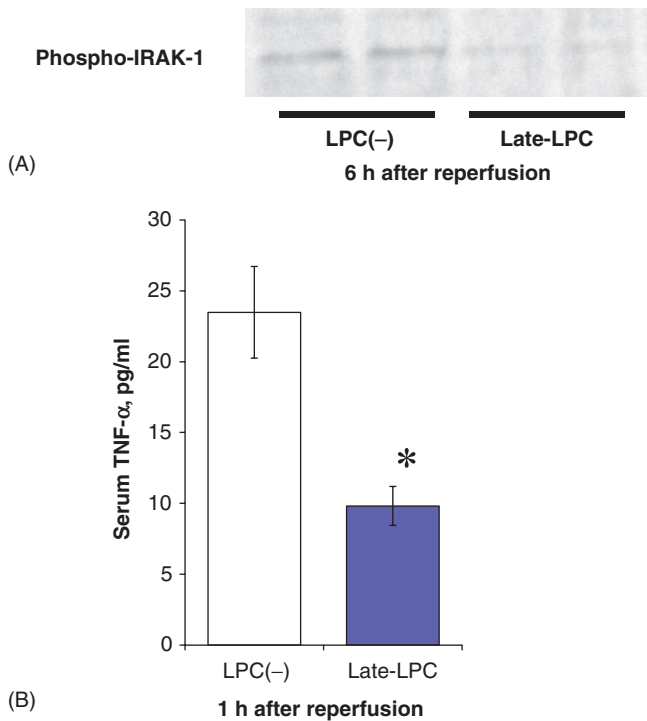 Phospho-IRAK-1
LPC(–) Late-LPC
(A)
6 h after reperfusion
30
25
20
15
10
5
0
Serum TNF-α, pg/ml
*
LPC(–) Late-LPC
(B)
1 h after reperfusion